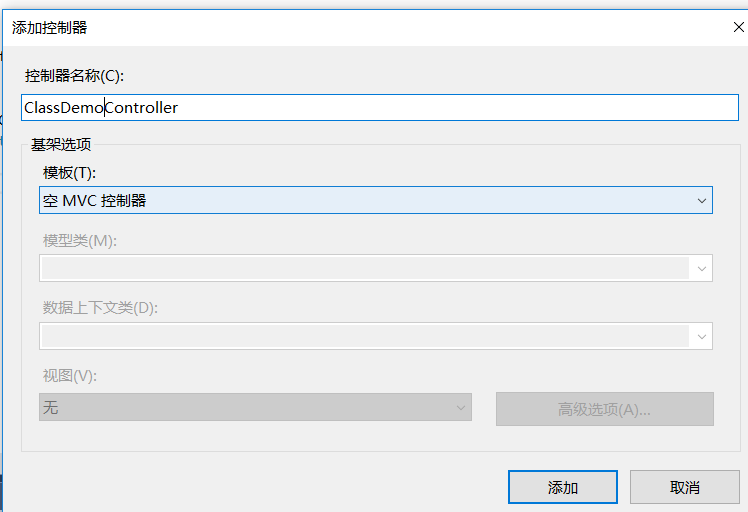 添加控制器
控制器名称(C):
ClassDemoController
基架选项
模板(T):
空 MVC 控制器
模型类(M):
数据上下文类(D):
视图(V):
无
高级选项(A)...
添加
取消